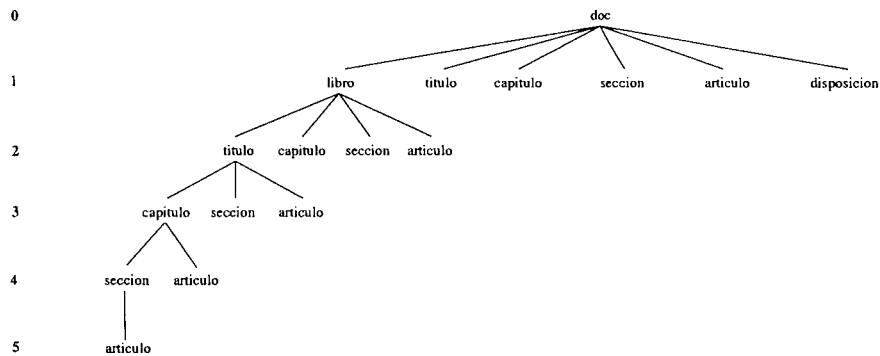 0 doc
1 libro titulo capitulo seccion articulo disposicion
2 titulo capitulo seccion articulo
3 capitulo seccion articulo
4 seccion articulo
5 articulo